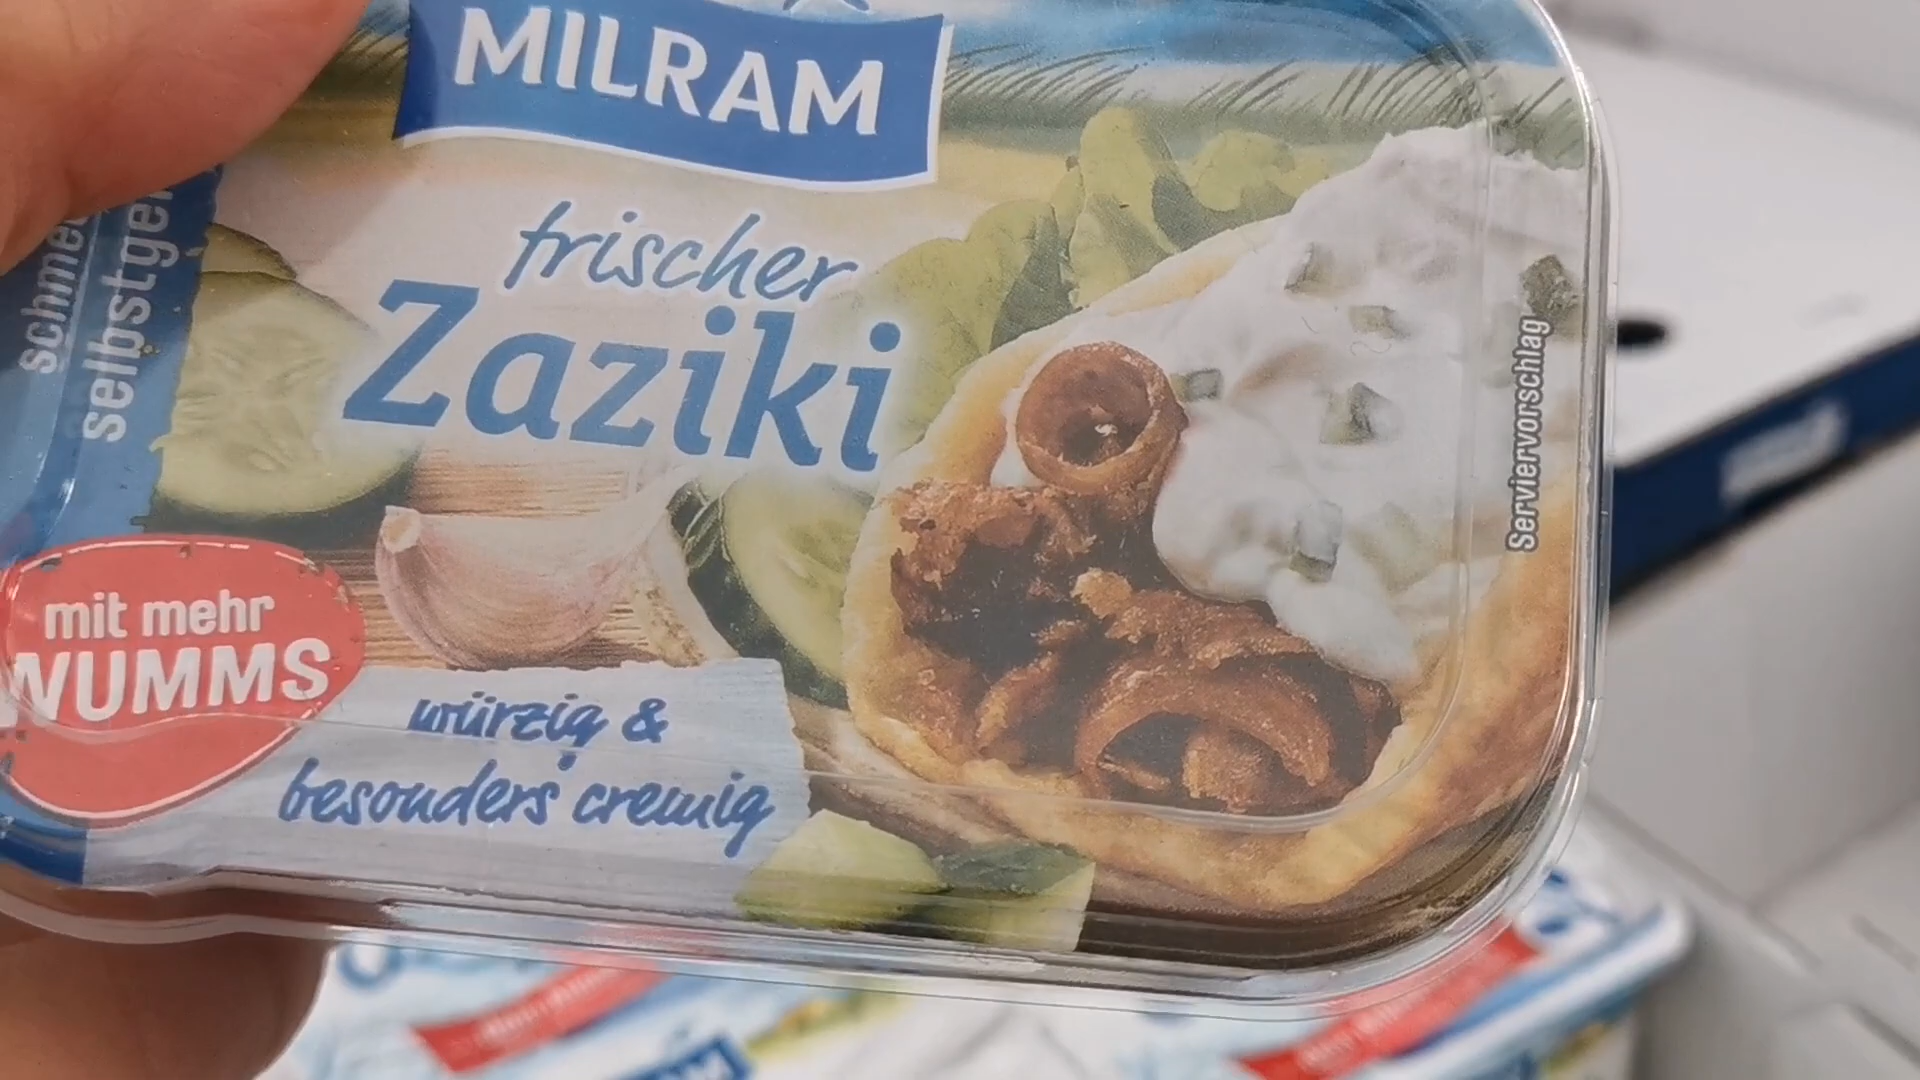 MILRAM
frischer
Zaziki
mit mehr
WUMMS
würzig &
besonders cremig
Serviervorschlag